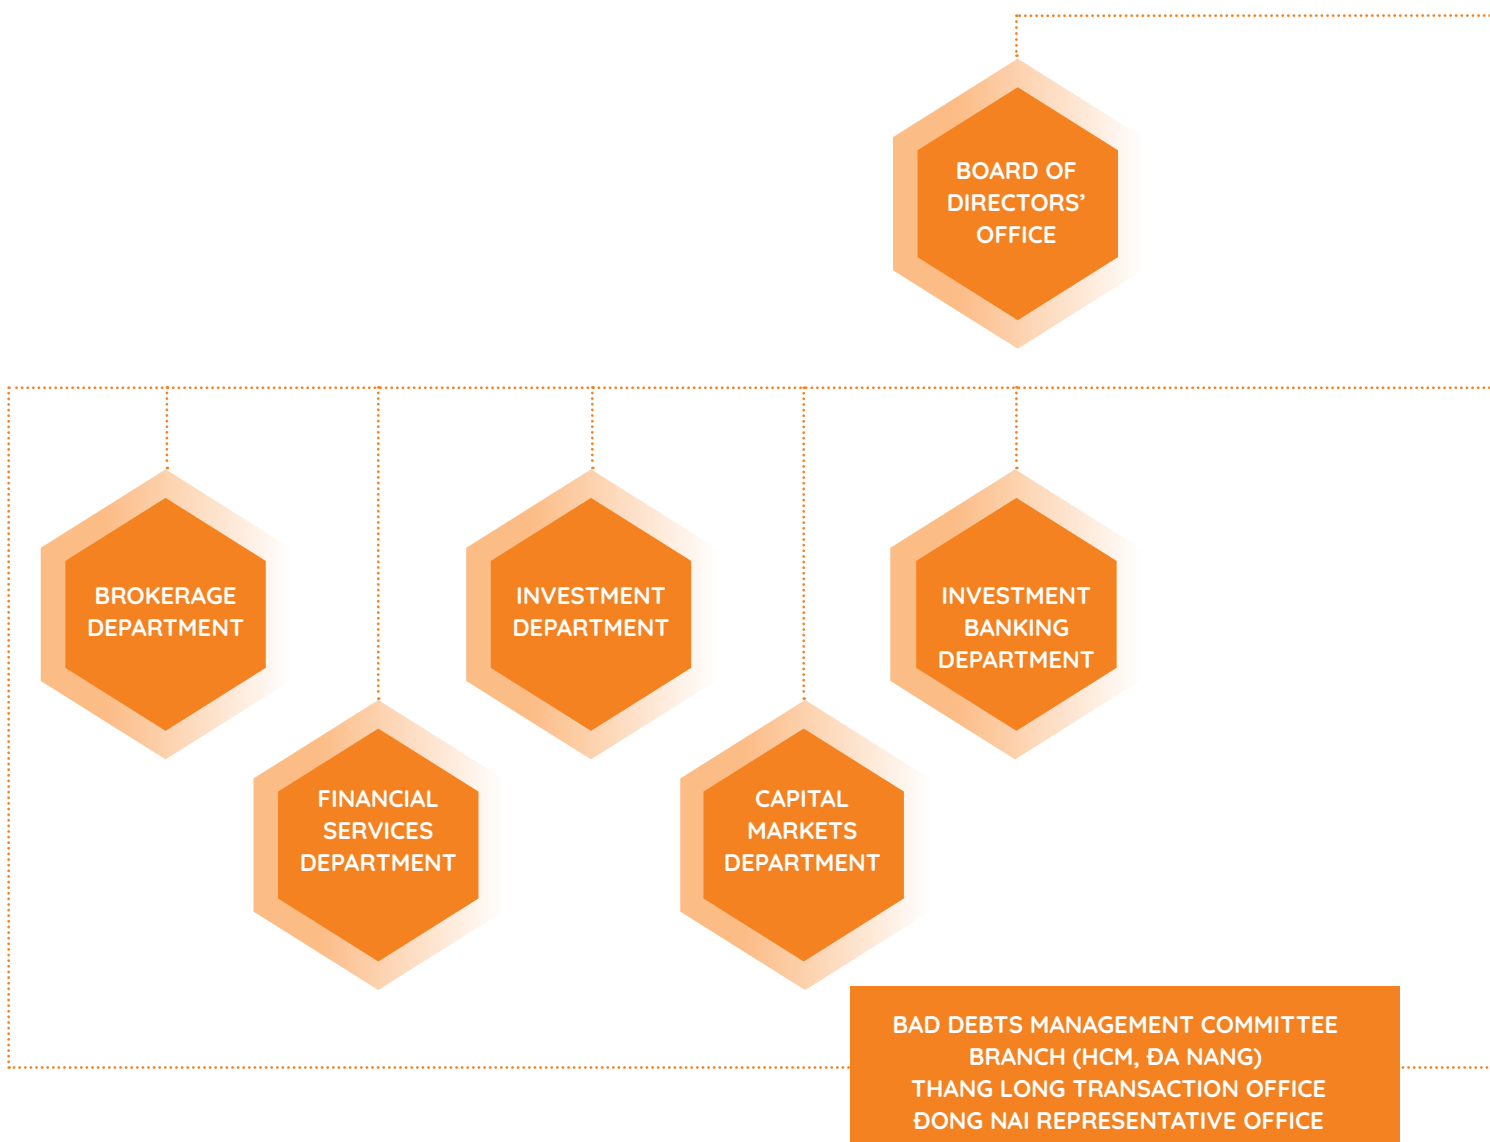 BOARD OF
DIRECTORS’
OFFICE
BROKERAGE
DEPARTMENT
INVESTMENT
DEPARTMENT
INVESTMENT
BANKING
DEPARTMENT
FINANCIAL
SERVICES
DEPARTMENT
CAPITAL
MARKETS
DEPARTMENT
BAD DEBTS MANAGEMENT COMMITTEE
BRANCH (HCM, ĐA NANG)
THANG LONG TRANSACTION OFFICE
ĐONG NAI REPRESENTATIVE OFFICE